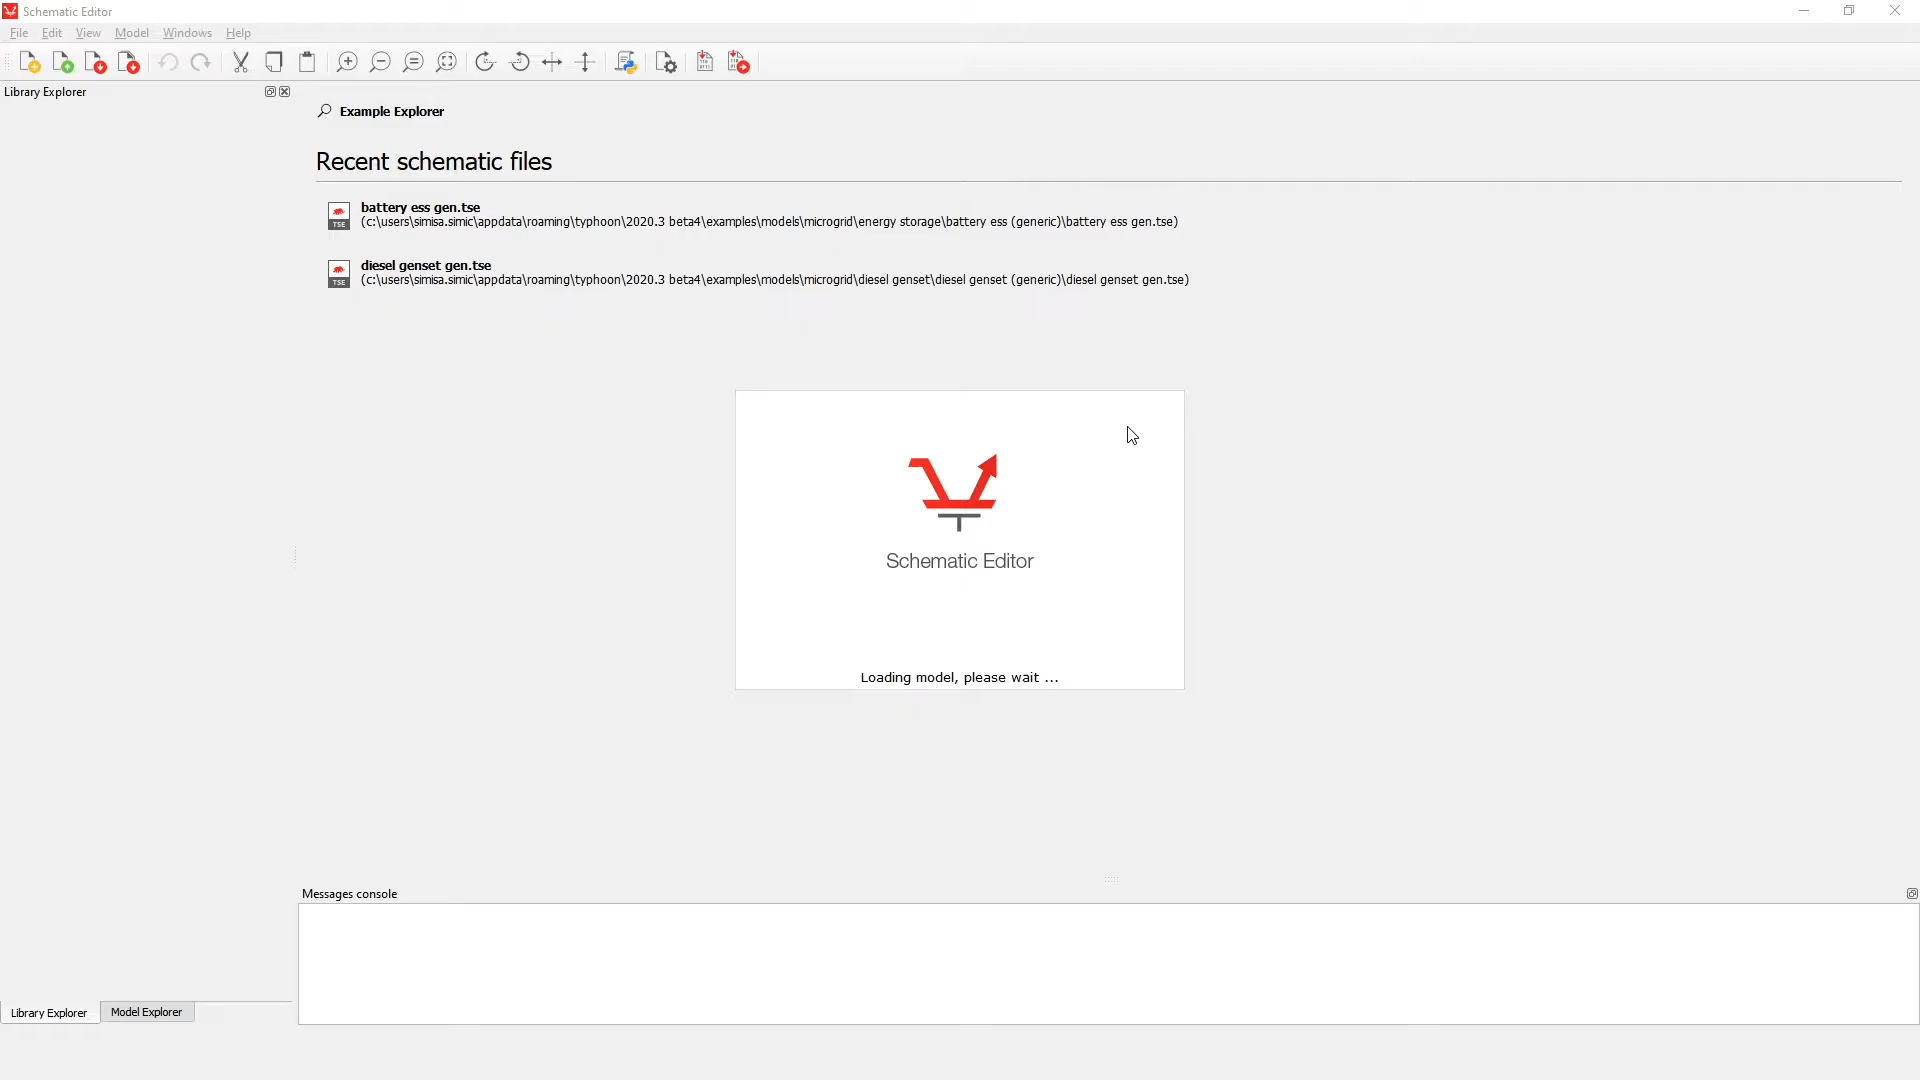 Schematic Editor
File Edit View Model Windows Help
Library Explorer
Example Explorer
Recent schematic files
battery ess gen.tse
(c:\users\simisa.simic\appdata\roaming\typhoon\2020.3 beta4\examples\models\microgrid\energy storage\battery ess (generic)\battery ess gen.tse)
TSE
diesel genset gen.tse
(c:\users\simisa.simic\appdata\roaming\typhoon\2020.3 beta4\examples\models\microgrid\diesel genset\diesel genset (generic)\diesel genset gen.tse)
TSE
Schematic Editor
Loading model, please wait ...
Messages console
Library Explorer Model Explorer